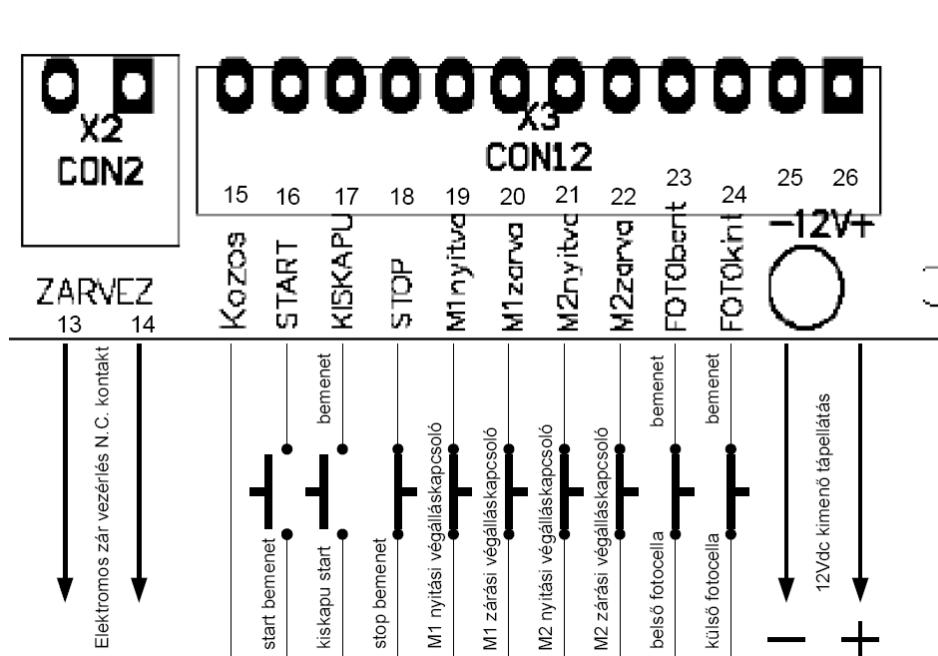 X2
CON2
X3
CON12
15 16 17 18 19 20 21 22 23 24 25 26
-12V+
ZARVEZ
13 14
Kozos
START
KISKAPU
STOP
M1nyitva
M1zarva
M2nyitva
M2zarva
FOTObent
FOTOkint
Elektromos zár vezérlés N.C. kontakt
start bemenet
kiskapu start bemenet
stop bemenet
M1 nyitási végálláskapcsoló
M1 zárási végálláskapcsoló
M2 nyitási végálláskapcsoló
M2 zárási végálláskapcsoló
belső fotocella bemenet
külső fotocella bemenet
12Vdc kimenő tápellátás
− +